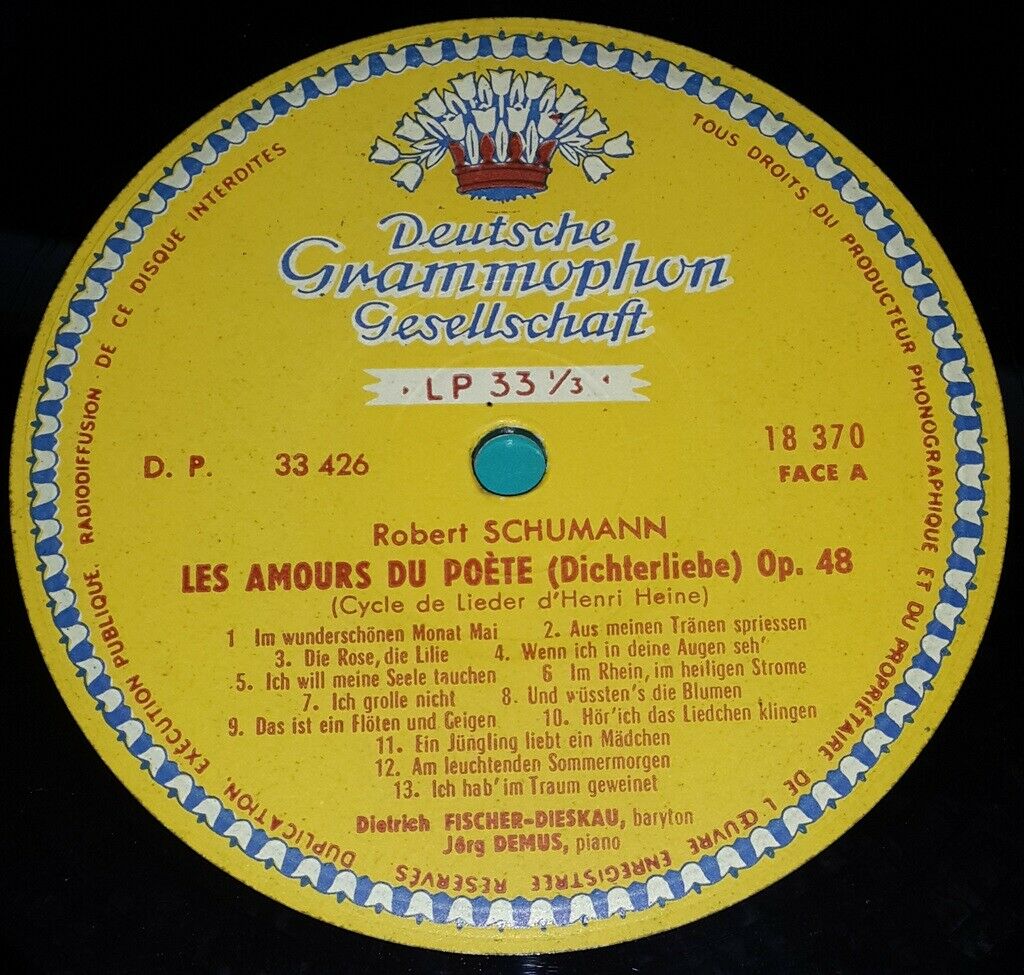 Deutsche
Grammophon
Gesellschaft
· LP 33 1/3 ·
D. P. 33 426
18 370
FACE A
Robert SCHUMANN
LES AMOURS DU POÈTE (Dichterliebe) Op. 48
(Cycle de Lieder d'Henri Heine)
1 Im wunderschönen Monat Mai 2. Aus meinen Tränen spriessen
3. Die Rose, die Lilie 4. Wenn ich in deine Augen seh'
5. Ich will meine Seele tauchen 6 Im Rhein, im heiligen Strome
7. Ich grolle nicht 8. Und wüssten's die Blumen
9. Das ist ein Flöten und Geigen 10. Hör'ich das Liedchen klingen
11. Ein Jüngling liebt ein Mädchen
12. Am leuchtenden Sommermorgen
13. Ich hab' im Traum geweinet
Dietrich FISCHER-DIESKAU, baryton
Jörg DEMUS, piano
TOUS DROITS DU PRODUCTEUR PHONOGRAPHIQUE ET DU PROPRIÉTAIRE DE L'ŒUVRE ENREGISTRÉE RÉSERVÉS
DUPLICATION, EXÉCUTION PUBLIQUE, RADIODIFFUSION DE CE DISQUE INTERDITES